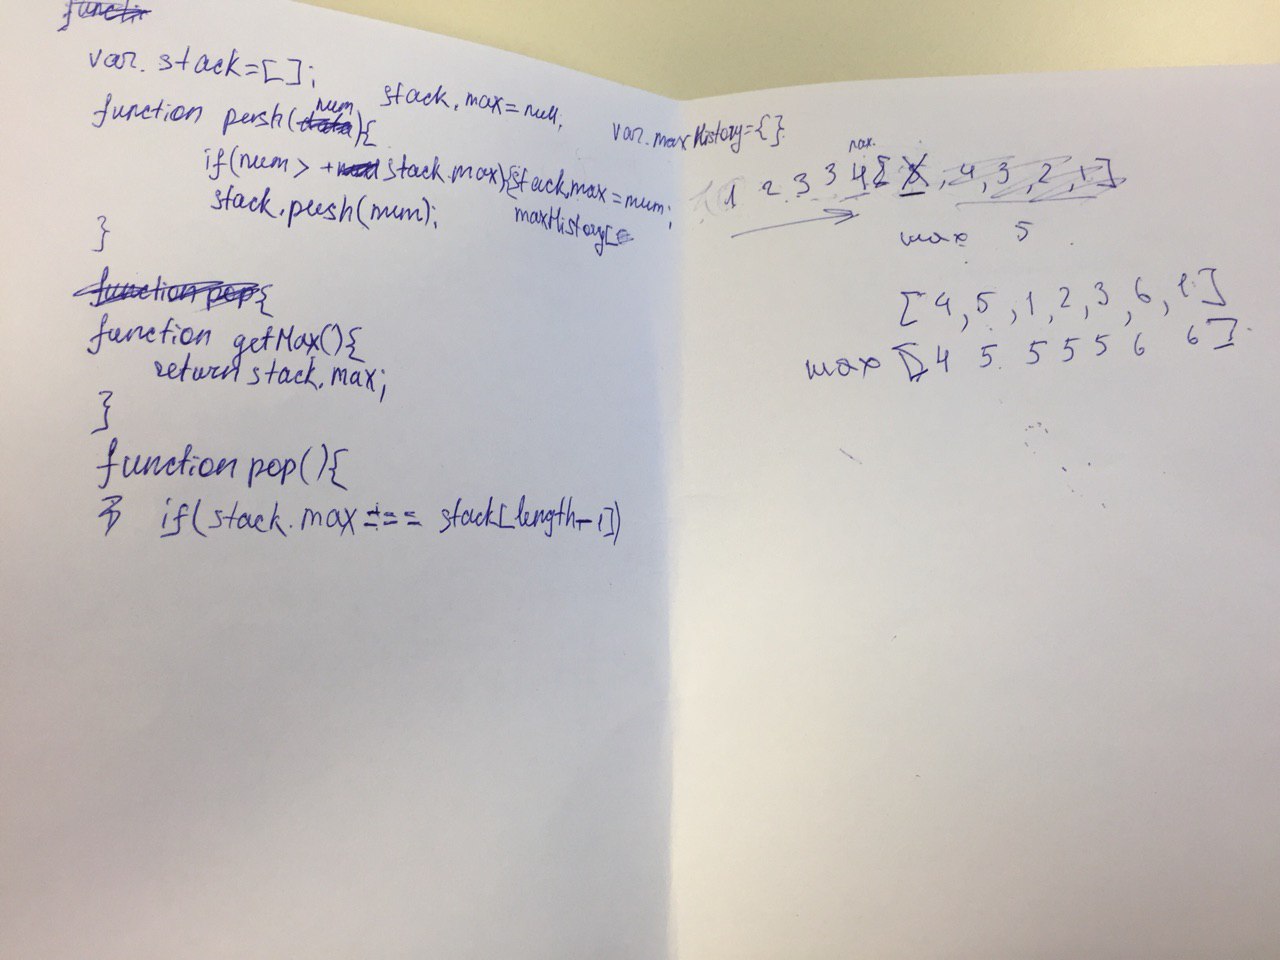 var stack=[];
stack.max=null;
function push(num){
if(num > stack.max){stack.max=num;
maxHistory[
stack.push(num);
}
{
function getMax(){
return stack.max;
}
function pop(){
if(stack.max === stack[length-1])
var maxHistory={}
max
1 2 3 3 4 [ , 4, 3, 2, 1]
max 5
[4, 5, 1, 2, 3, 6, 1]
max [4 5 5 5 5 6 6].